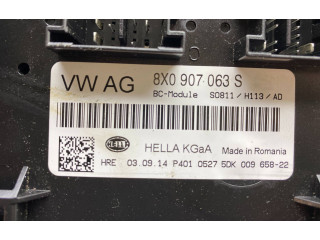 VW AG 8X0 907 063 S
BC-Module S0811 / H113 / AD
HELLA HELLA KGaA Made in Romania
HRE 03.09.14 P401 0527 5DK 009 658-22